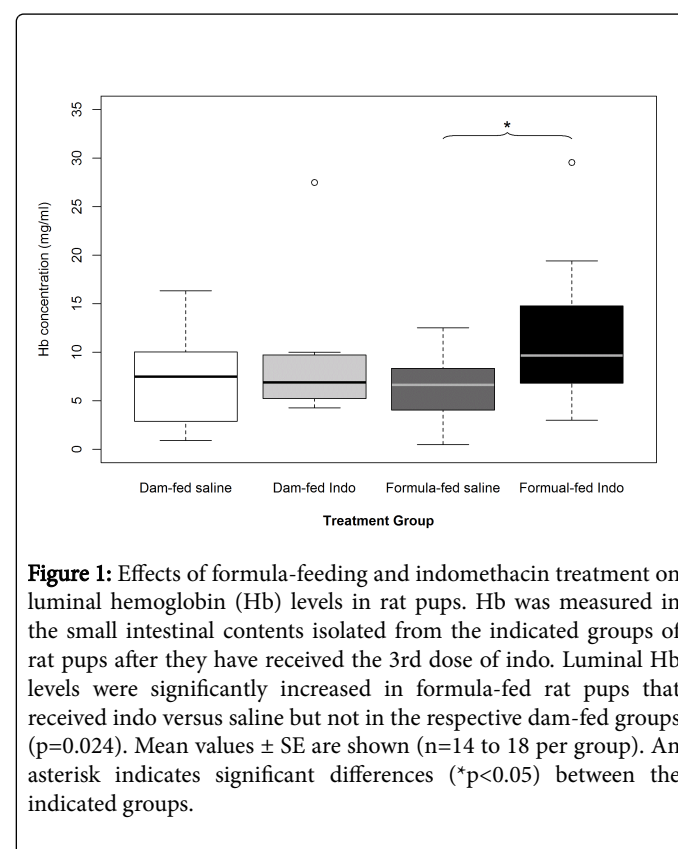 35
30
25
20
15
10
5
0
Hb concentration (mg/ml)
*
Dam-fed saline Dam-fed Indo Formula-fed saline Formual-fed Indo
Treatment Group
Figure 1: Effects of formula-feeding and indomethacin treatment on
luminal hemoglobin (Hb) levels in rat pups. Hb was measured in
the small intestinal contents isolated from the indicated groups of
rat pups after they have received the 3rd dose of indo. Luminal Hb
levels were significantly increased in formula-fed rat pups that
received indo versus saline but not in the respective dam-fed groups
(p=0.024). Mean values ± SE are shown (n=14 to 18 per group). An
asterisk indicates significant differences (*p<0.05) between the
indicated groups.